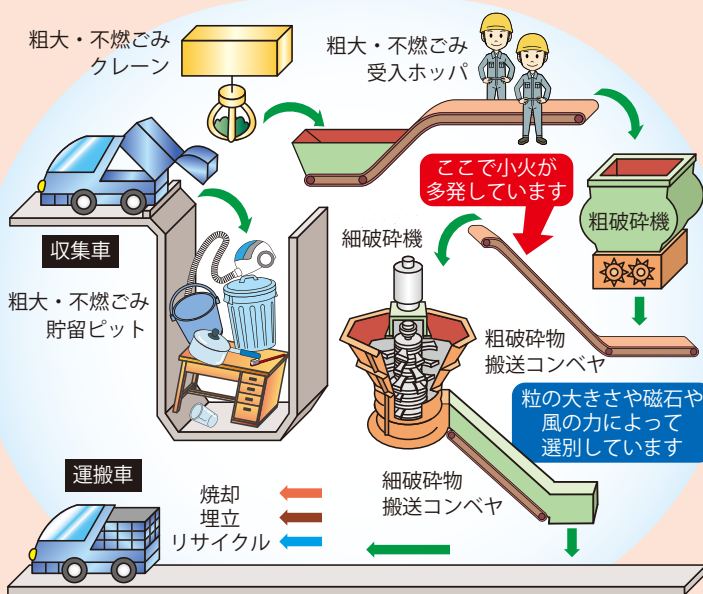 粗大・不燃ごみ
クレーン
粗大・不燃ごみ
受入ホッパ
ここで小火が
多発しています
粗破砕機
収集車
細破砕機
粗大・不燃ごみ
貯留ピット
粗破砕物
搬送コンベヤ
粒の大きさや磁石や
風の力によって
選別しています
運搬車
細破砕物
搬送コンベヤ
焼却
埋立
リサイクル